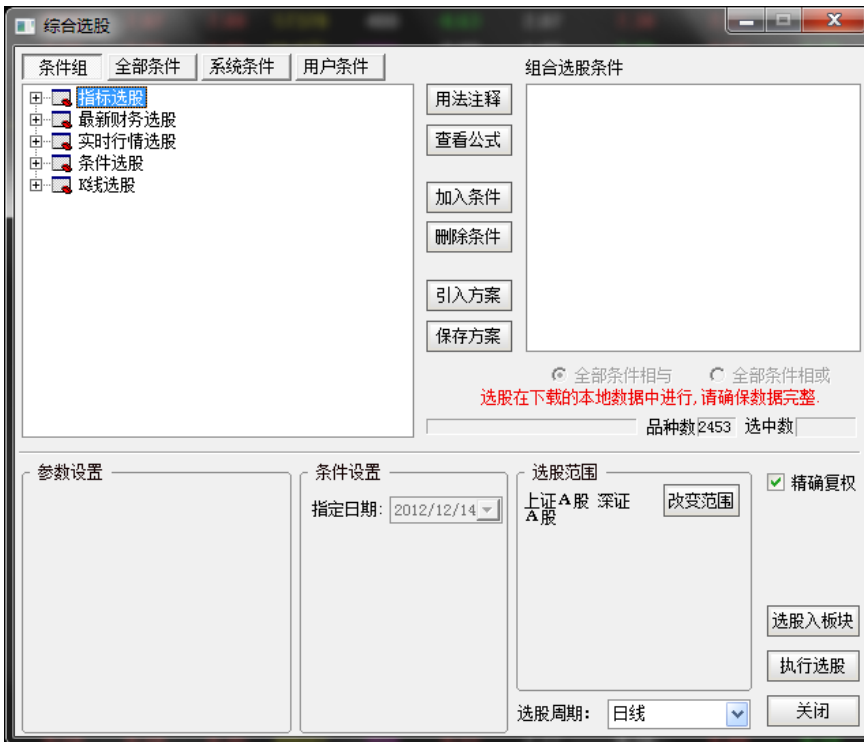 综合选股
条件组 全部条件 系统条件 用户条件
指标选股
最新财务选股
实时行情选股
条件选股
K线选股
用法注释
查看公式
加入条件
删除条件
引入方案
保存方案
组合选股条件
全部条件相与 全部条件相或
选股在下载的本地数据中进行,请确保数据完整.
品种数 2453 选中数
参数设置
条件设置
指定日期: 2012/12/14
选股范围
上证A股 深证
A股
改变范围
选股周期: 日线
精确复权
选股入板块
执行选股
关闭